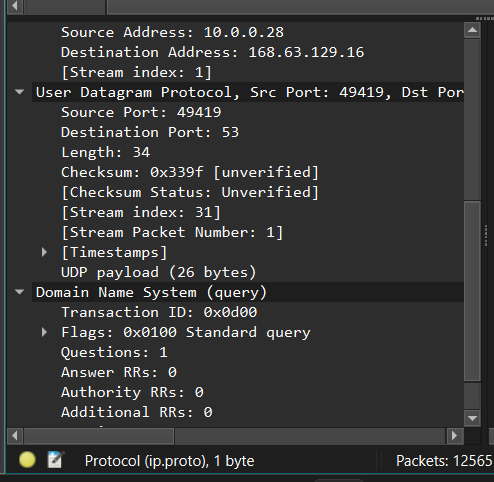 Source Address: 10.0.0.28
Destination Address: 168.63.129.16
[Stream index: 1]
User Datagram Protocol, Src Port: 49419, Dst Por
Source Port: 49419
Destination Port: 53
Length: 34
Checksum: 0x339f [unverified]
[Checksum Status: Unverified]
[Stream index: 31]
[Stream Packet Number: 1]
[Timestamps]
UDP payload (26 bytes)
Domain Name System (query)
Transaction ID: 0x0d00
Flags: 0x0100 Standard query
Questions: 1
Answer RRs: 0
Authority RRs: 0
Additional RRs: 0
Protocol (ip.proto), 1 byte
Packets: 12565